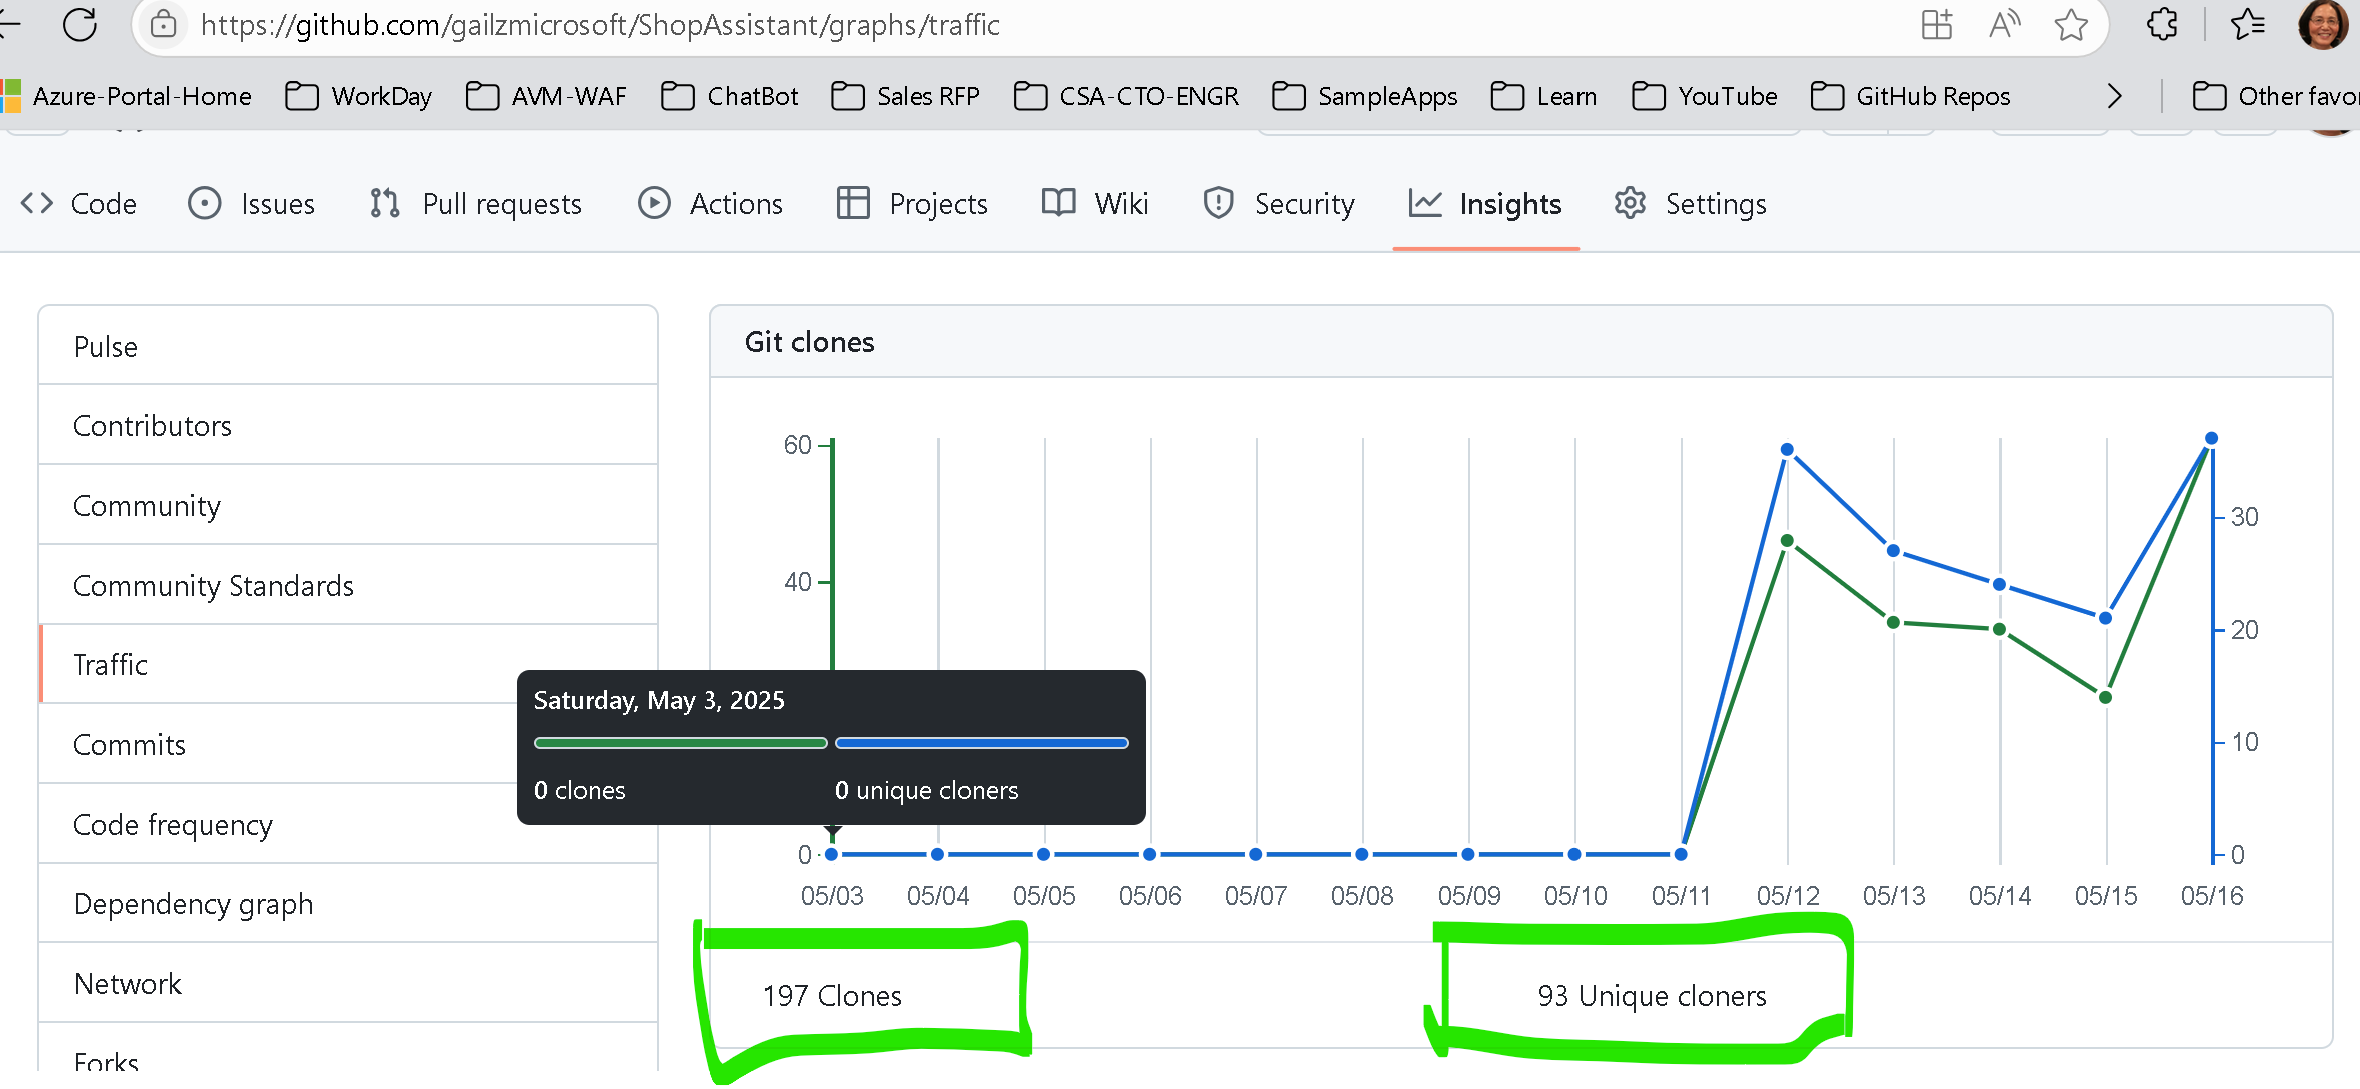 https://github.com/gailzmicrosoft/ShopAssistant/graphs/traffic
Azure-Portal-Home WorkDay AVM-WAF ChatBot Sales RFP CSA-CTO-ENGR SampleApps Learn YouTube GitHub Repos Other favor
Code Issues Pull requests Actions Projects Wiki Security Insights Settings
Pulse
Contributors
Community
Community Standards
Traffic
Commits
Code frequency
Dependency graph
Network
Forks
Git clones
60
40
0
30
20
10
0
Saturday, May 3, 2025
0 clones 0 unique cloners
05/03 05/04 05/05 05/06 05/07 05/08 05/09 05/10 05/11 05/12 05/13 05/14 05/15 05/16
197 Clones 93 Unique cloners